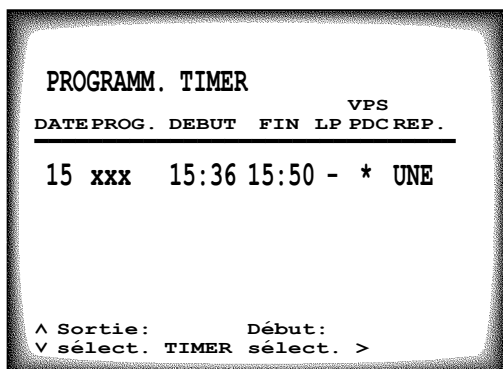 PROGRAMM. TIMER
VPS
DATE PROG. DEBUT FIN LP PDC REP.
15 xxx 15:36 15:50 - * UNE
∧ Sortie: Début:
∨ sélect. TIMER sélect. >